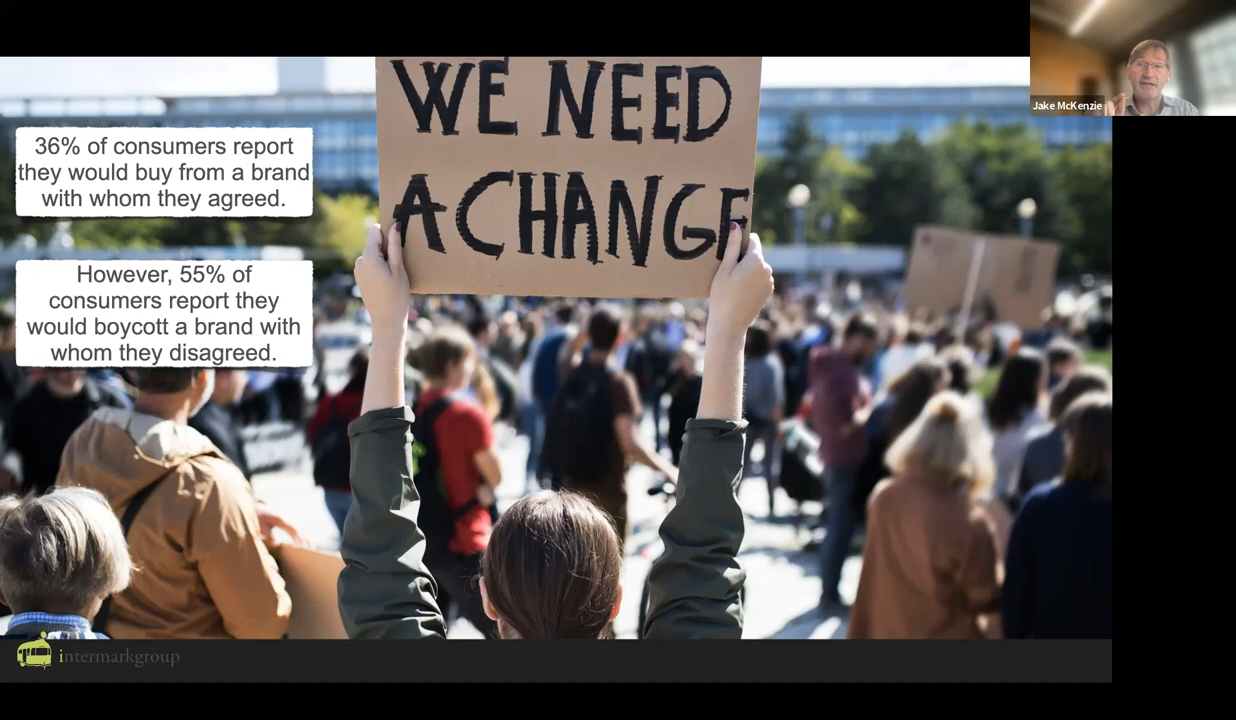 WE NEED
A CHANGE
36% of consumers report
they would buy from a brand
with whom they agreed.
However, 55% of
consumers report they
would boycott a brand with
whom they disagreed.
Jake McKenzie
intermarkgroup